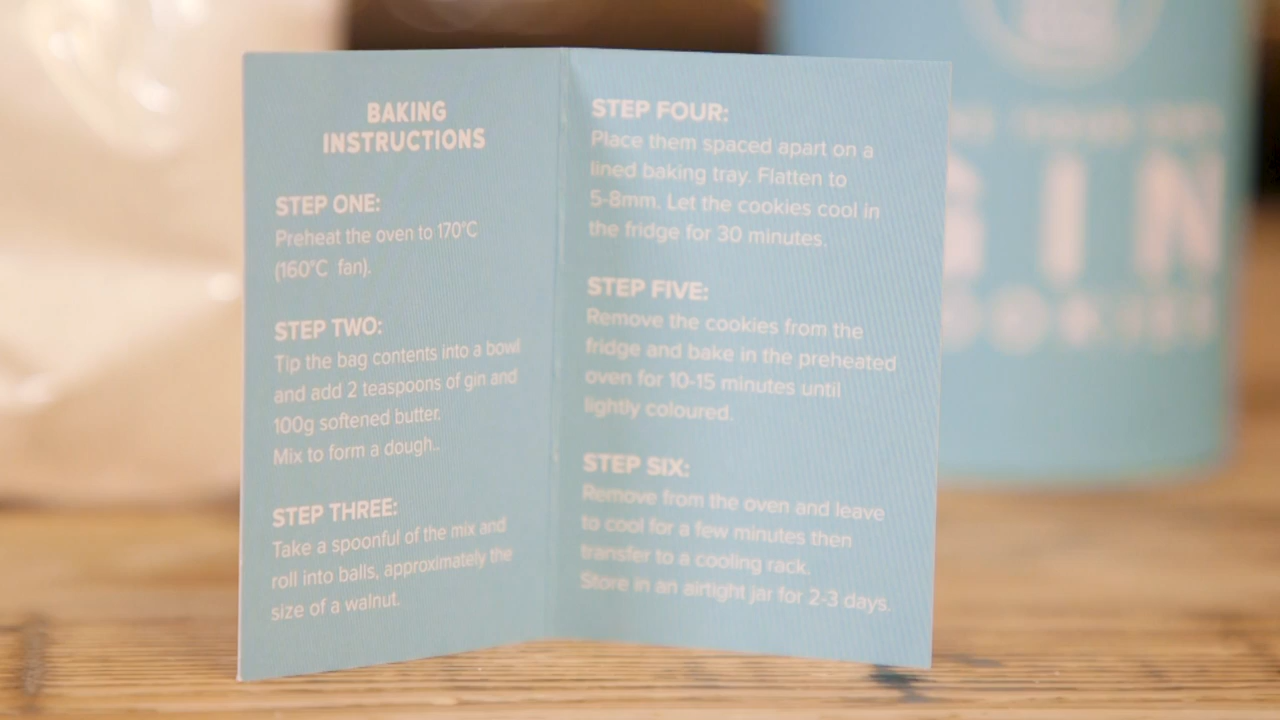 BAKING
INSTRUCTIONS
STEP ONE:
Preheat the oven to 170°C
(160°C fan).
STEP TWO:
Tip the bag contents into a bowl
and add 2 teaspoons of gin and
100g softened butter.
Mix to form a dough..
STEP THREE:
Take a spoonful of the mix and
roll into balls, approximately the
size of a walnut.
STEP FOUR:
Place them spaced apart on a
lined baking tray. Flatten to
5-8mm. Let the cookies cool in
the fridge for 30 minutes.
STEP FIVE:
Remove the cookies from the
fridge and bake in the preheated
oven for 10-15 minutes until
lightly coloured.
STEP SIX:
Remove from the oven and leave
to cool for a few minutes then
transfer to a cooling rack.
Store in an airtight jar for 2-3 days.
GIN
COOKIES